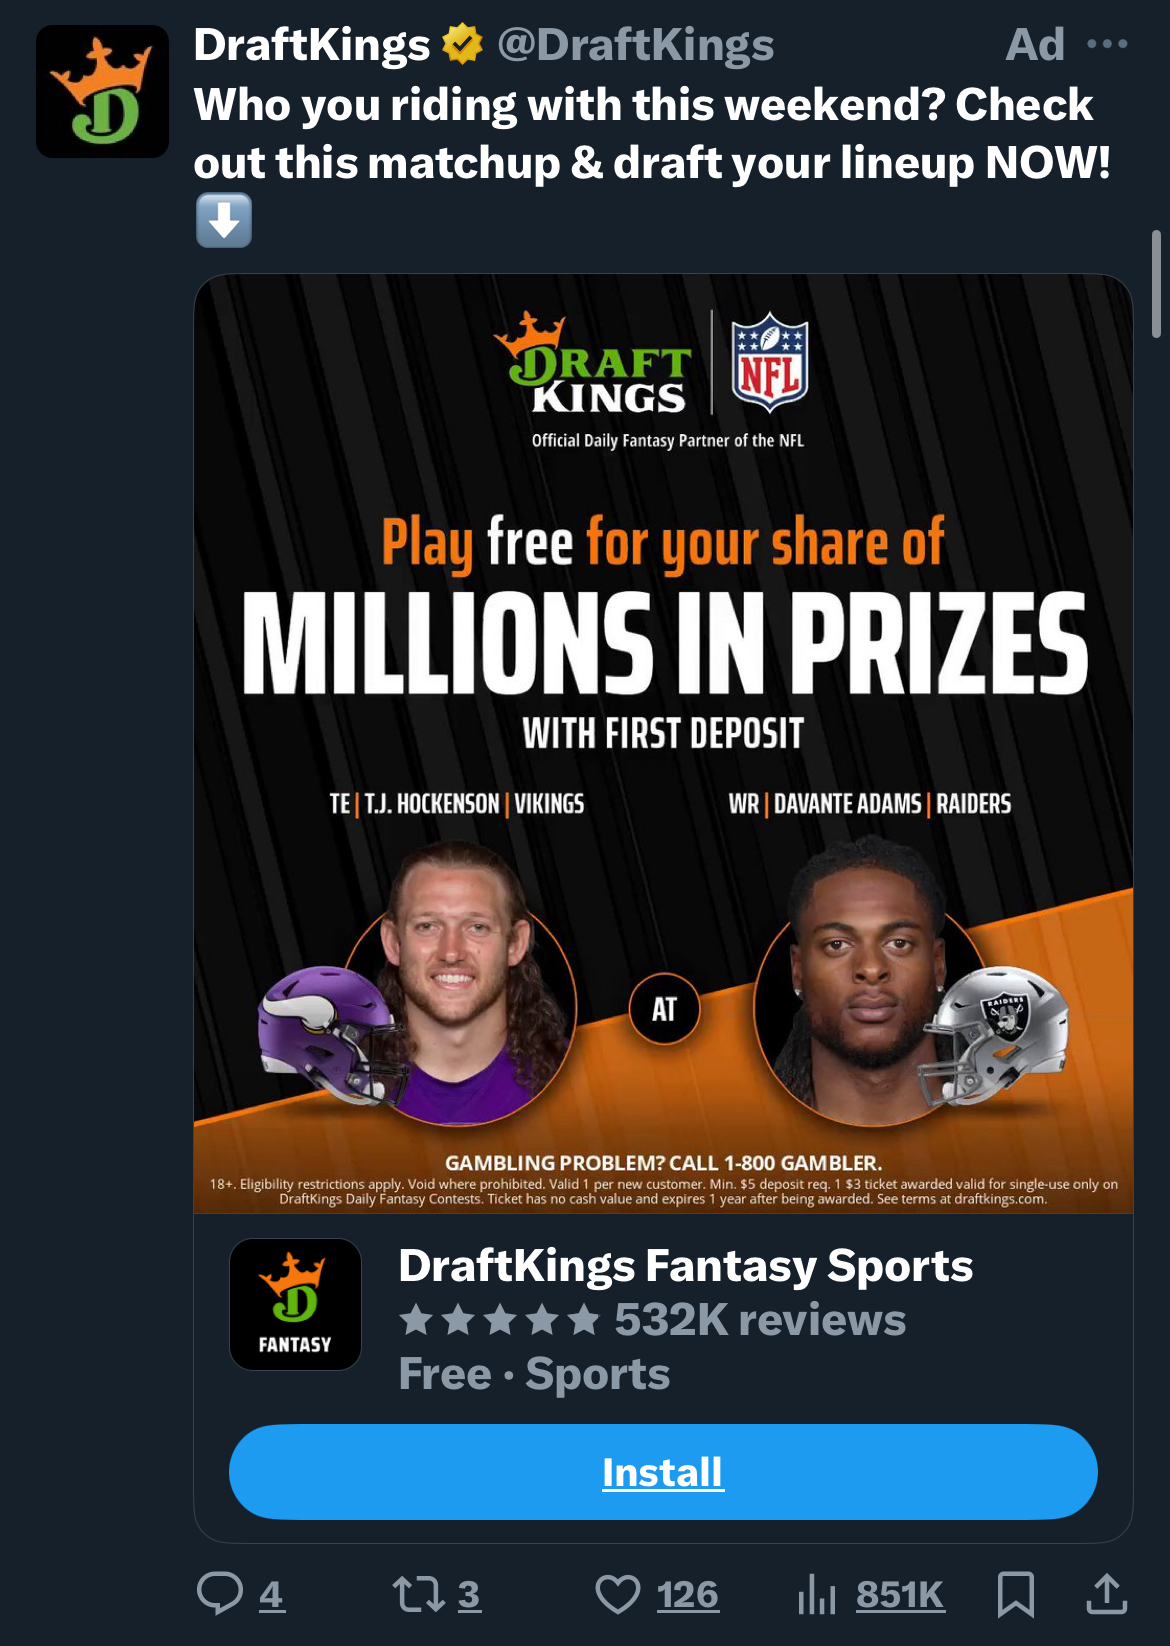 DraftKings @DraftKings Ad
Who you riding with this weekend? Check
out this matchup & draft your lineup NOW!
D
DRAFT
KINGS
NFL
Official Daily Fantasy Partner of the NFL
Play free for your share of
MILLIONS IN PRIZES
WITH FIRST DEPOSIT
TE | T.J. HOCKENSON | VIKINGS
WR | DAVANTE ADAMS | RAIDERS
AT
RAIDERS
GAMBLING PROBLEM? CALL 1-800 GAMBLER.
18+. Eligibility restrictions apply. Void where prohibited. Valid 1 per new customer. Min. $5 deposit req. 1 $3 ticket awarded valid for single-use only on
DraftKings Daily Fantasy Contests. Ticket has no cash value and expires 1 year after being awarded. See terms at draftkings.com.
D
FANTASY
DraftKings Fantasy Sports
532K reviews
Free · Sports
Install
4 3 126 851K